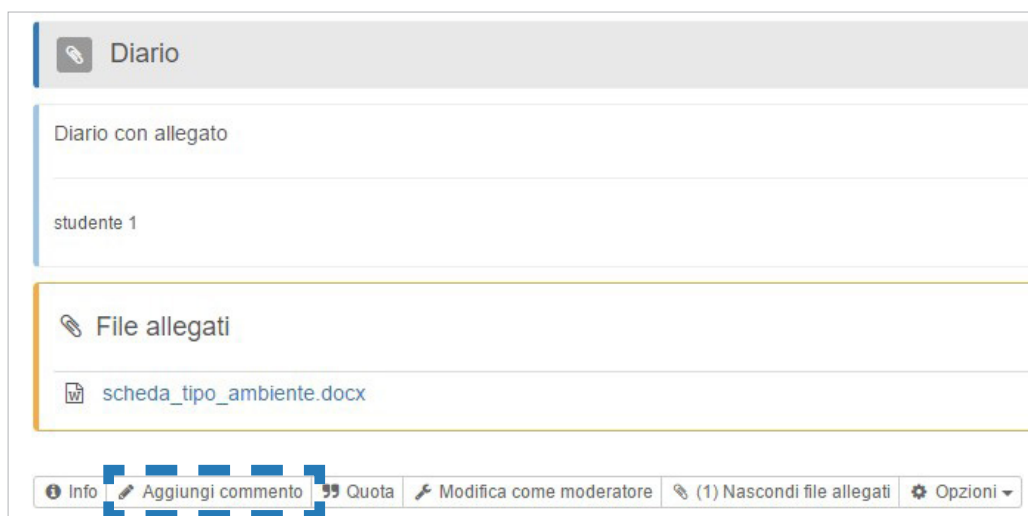 Diario
Diario con allegato
studente 1
File allegati
scheda_tipo_ambiente.docx
Info Aggiungi commento Quota Modifica come moderatore (1) Nascondi file allegati Opzioni